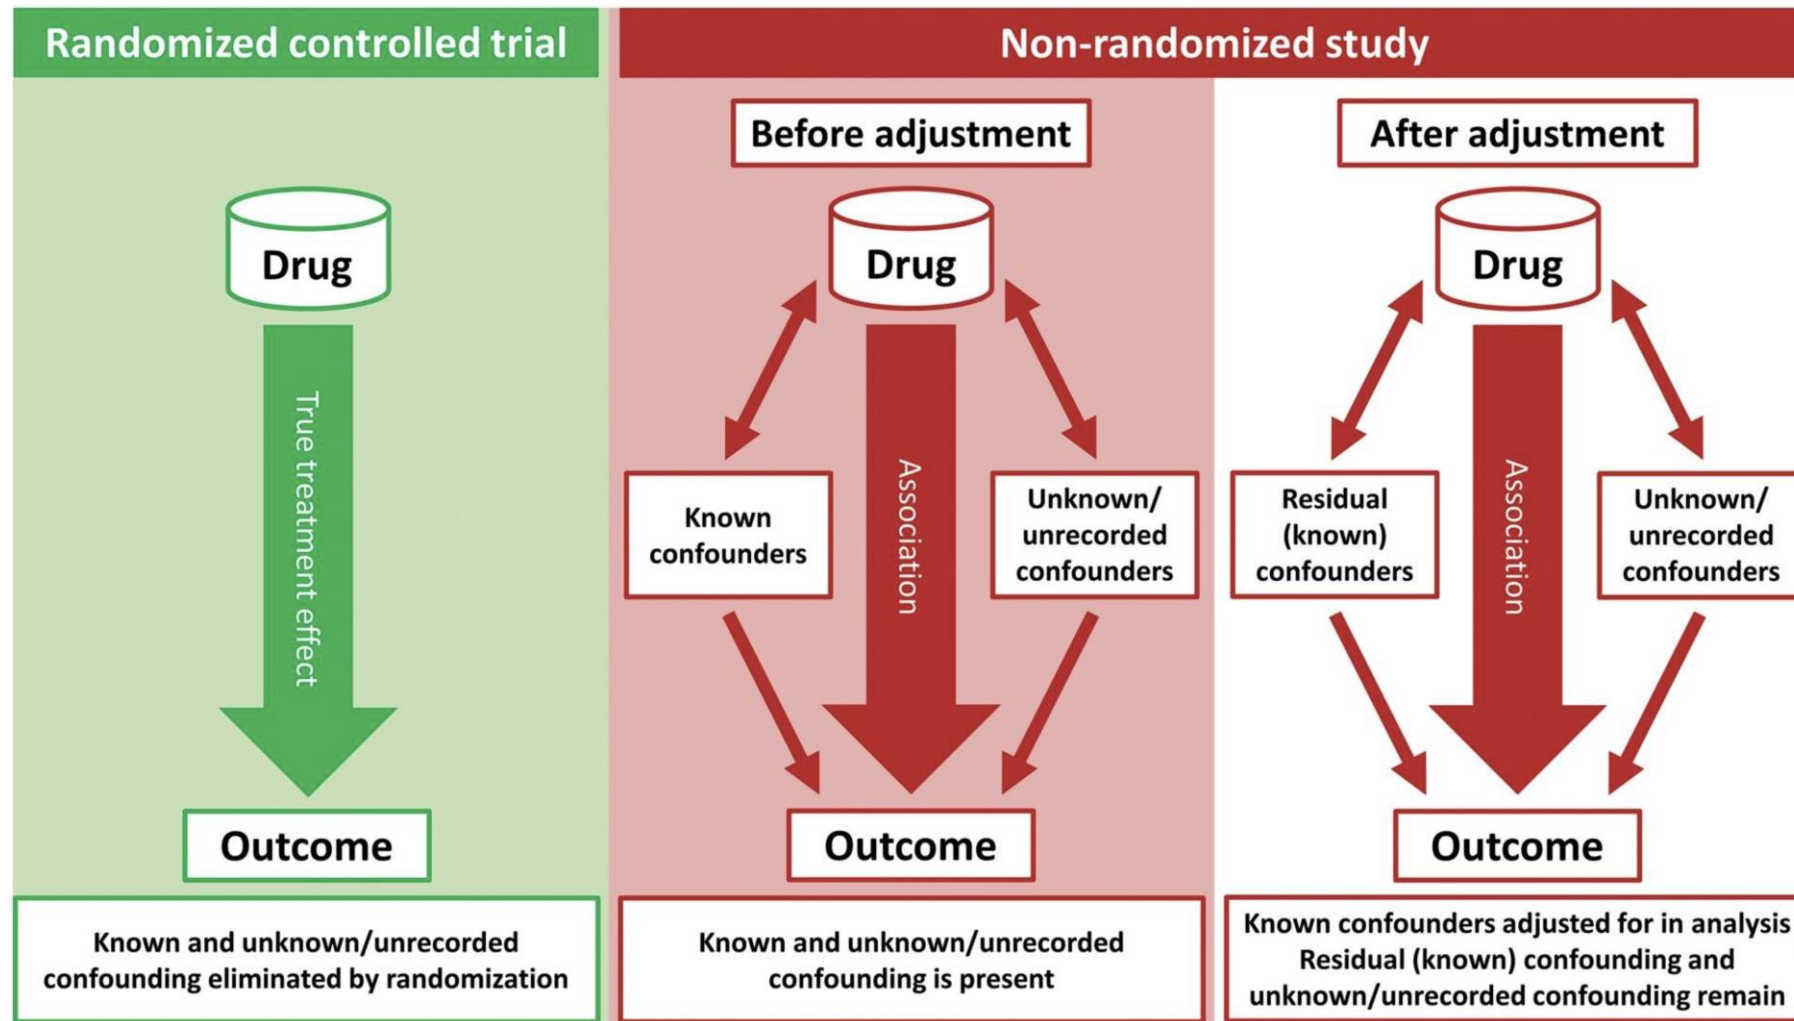 Randomized controlled trial
Non-randomized study
Drug
True treatment effect
Outcome
Known and unknown/unrecorded
confounding eliminated by randomization
Before adjustment
Drug
Known
confounders
Association
Unknown/
unrecorded
confounders
Outcome
Known and unknown/unrecorded
confounding is present
After adjustment
Drug
Residual
(known)
confounders
Association
Unknown/
unrecorded
confounders
Outcome
Known confounders adjusted for in analysis
Residual (known) confounding and
unknown/unrecorded confounding remain